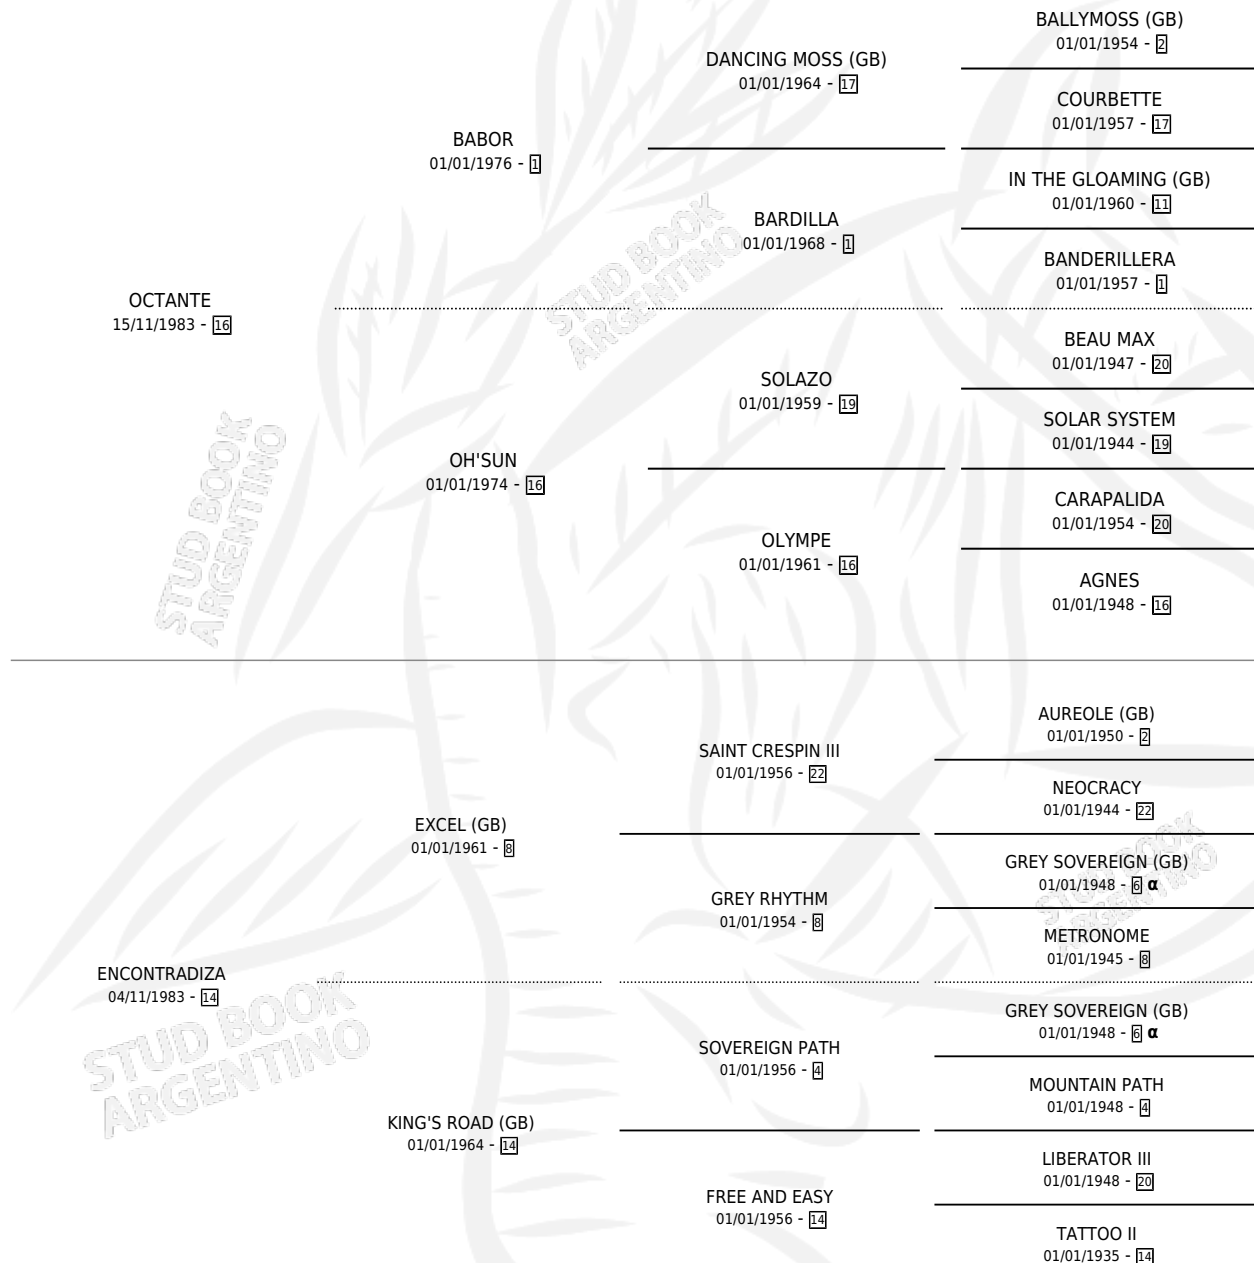 BALLYMOSS (GB)
01/01/1954 - 2
DANCING MOSS (GB)
01/01/1964 - 17
COURBETTE
01/01/1957 - 17
BABOR
01/01/1976 - 1
IN THE GLOAMING (GB)
01/01/1960 - 11
BARDILLA
01/01/1968 - 1
BANDERILLERA
01/01/1957 - 1
OCTANTE
15/11/1983 - 16
BEAU MAX
01/01/1947 - 20
SOLAZO
01/01/1959 - 19
SOLAR SYSTEM
01/01/1944 - 19
OH'SUN
01/01/1974 - 16
CARAPALIDA
01/01/1954 - 20
OLYMPE
01/01/1961 - 16
AGNES
01/01/1948 - 16
STUD BOOK
ARGENTINO
STUD BOOK
ARGENTINO
AUREOLE (GB)
01/01/1950 - 2
SAINT CRESPIN III
01/01/1956 - 22
NEOCRACY
01/01/1944 - 22
EXCEL (GB)
01/01/1961 - 8
GREY SOVEREIGN (GB)
01/01/1948 - 6 α
GREY RHYTHM
01/01/1954 - 8
METRONOME
01/01/1945 - 8
STUD BOOK
ARGENTINO
ENCONTRADIZA
04/11/1983 - 14
GREY SOVEREIGN (GB)
01/01/1948 - 6 α
SOVEREIGN PATH
01/01/1956 - 4
MOUNTAIN PATH
01/01/1948 - 4
STUD BOOK
ARGENTINO
KING'S ROAD (GB)
01/01/1964 - 14
LIBERATOR III
01/01/1948 - 20
FREE AND EASY
01/01/1956 - 14
TATTOO II
01/01/1935 - 14